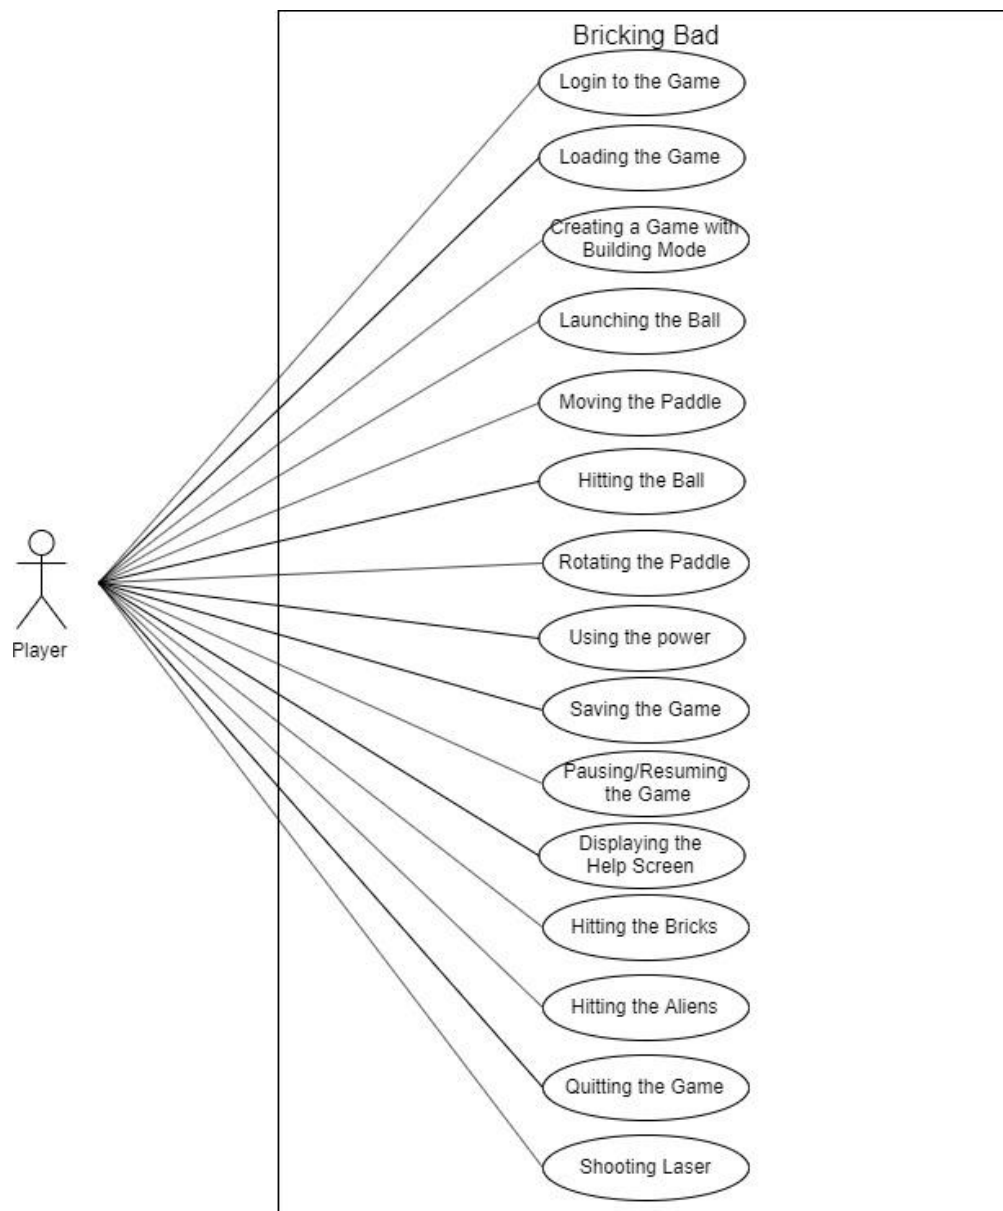 Bricking Bad
Login to the Game
Loading the Game
Creating a Game with
Building Mode
Launching the Ball
Moving the Paddle
Hitting the Ball
Rotating the Paddle
Using the power
Player
Saving the Game
Pausing/Resuming
the Game
Displaying the
Help Screen
Hitting the Bricks
Hitting the Aliens
Quitting the Game
Shooting Laser